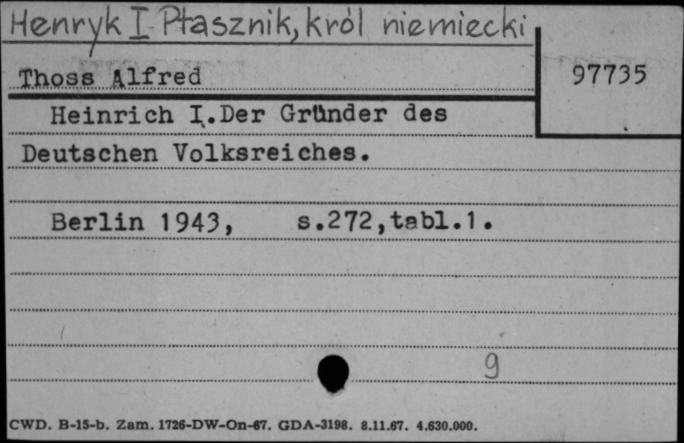 Henryk I Ptasznik, król niemiecki
Thoss Alfred
97735
Heinrich I.Der Gründer des
Deutschen Volksreiches.
Berlin 1943, s.272,tabl.1.
9
CWD. B-15-b. Zam. 1726-DW-On-67. GDA-3198. 8.11.67. 4.630.000.